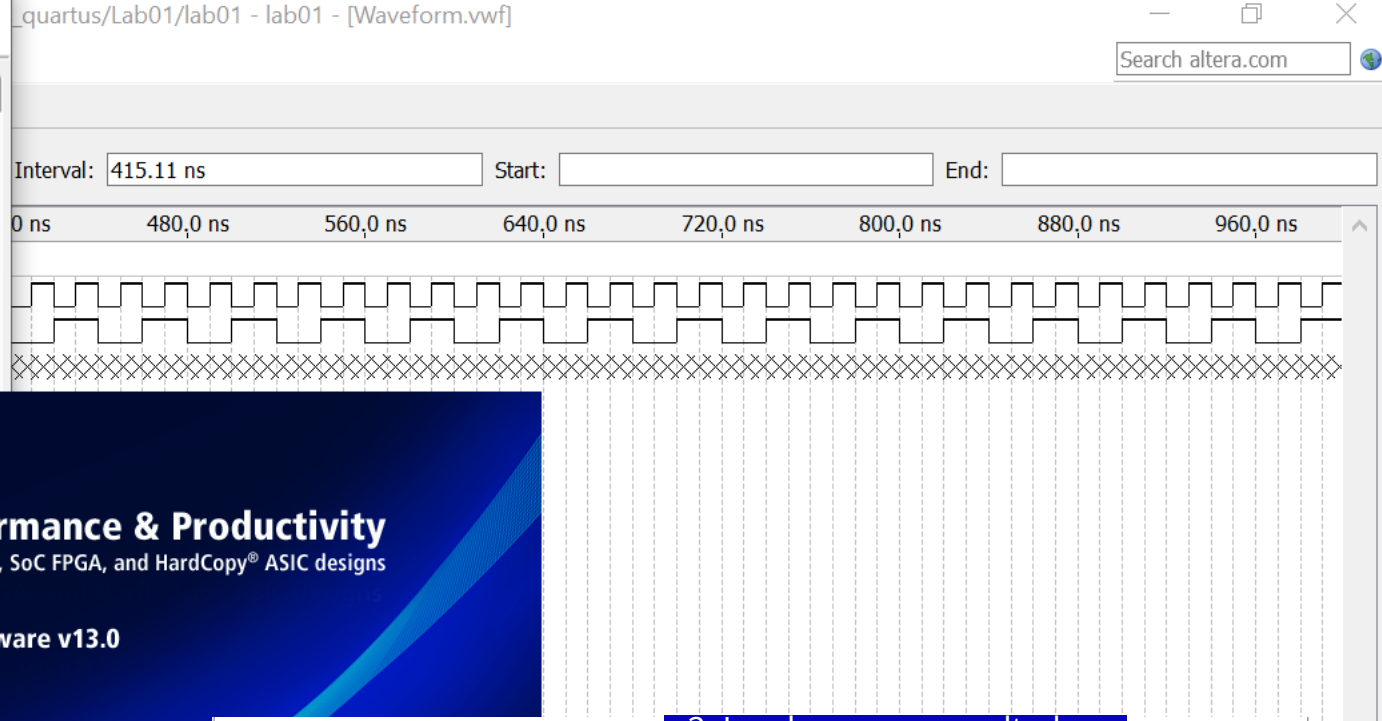 _quartus/Lab01/lab01 - lab01 - [Waveform.vwf]
Search altera.com
Interval: 415.11 ns Start: End:
0 ns 480.0 ns 560.0 ns 640.0 ns 720.0 ns 800.0 ns 880.0 ns 960.0 ns
rmance & Productivity
, SoC FPGA, and HardCopy® ASIC designs
ware v13.0